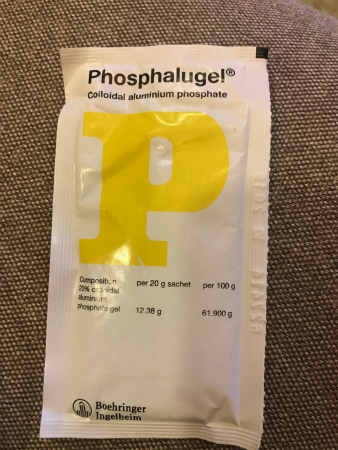 Phosphalugel®
Colloidal aluminium phosphate
P
Composition per 20 g sachet per 100 g
20% colloidal
aluminium
phosphate gel 12.38 g 61.900 g
Boehringer
Ingelheim